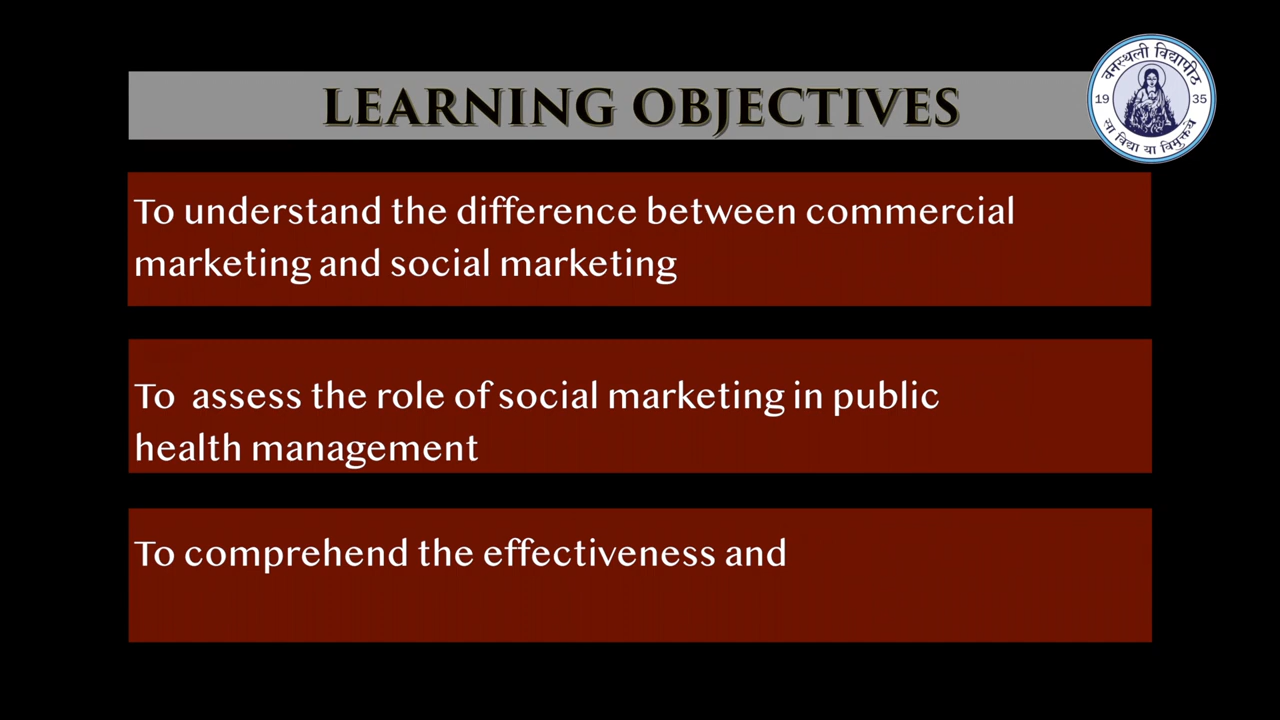 LEARNING OBJECTIVES
वनस्थली विद्यापीठ
19 35
सा विद्या या विमुक्तये
To understand the difference between commercial
marketing and social marketing
To assess the role of social marketing in public
health management
To comprehend the effectiveness and